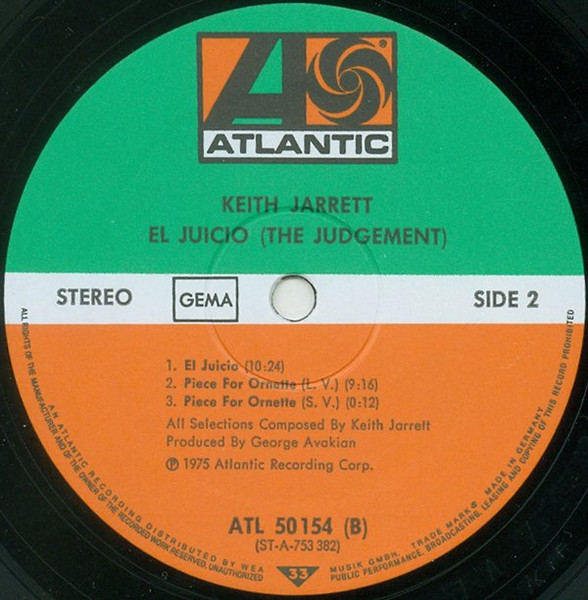 ATLANTIC
®
KEITH JARRETT
EL JUICIO (THE JUDGEMENT)
STEREO
GEMA
SIDE 2
1. El Juicio (10:24)
2. Piece For Ornette (L. V.) (9:16)
3. Piece For Ornette (S. V.) (0:12)
All Selections Composed By Keith Jarrett
Produced By George Avakian
℗ 1975 Atlantic Recording Corp.
ATL 50154 (B)
(ST-A-753 382)
33
ALL RIGHTS OF THE MANUFACTURER AND OF THE OWNER OF THE RECORDED WORK RESERVED. UNAUTHORIZED PUBLIC PERFORMANCE, BROADCASTING, LEASING AND COPYING OF THIS RECORD PROHIBITED
AN ATLANTIC RECORDING DISTRIBUTED BY WEA MUSIK GMBH. TRADE MARK® MADE IN GERMANY